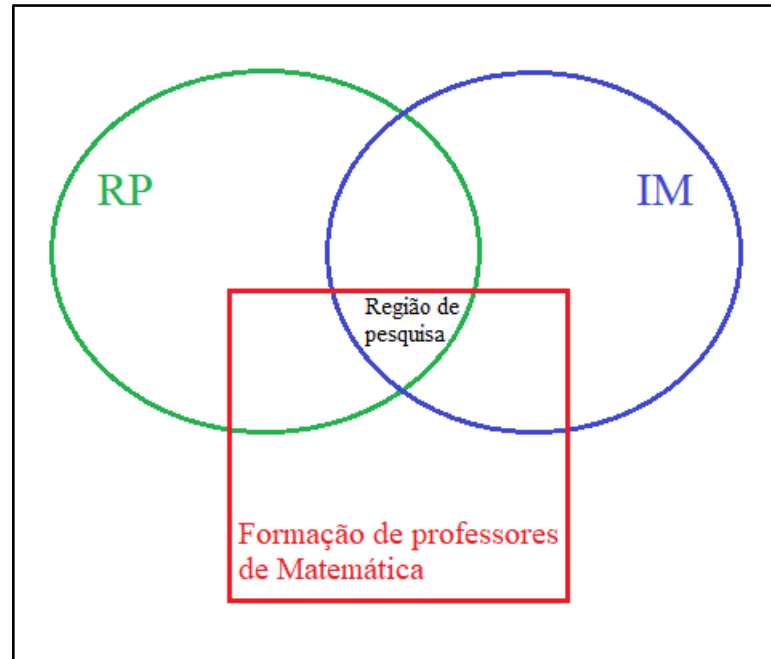 RP
IM
Região de
pesquisa
Formação de professores
de Matemática